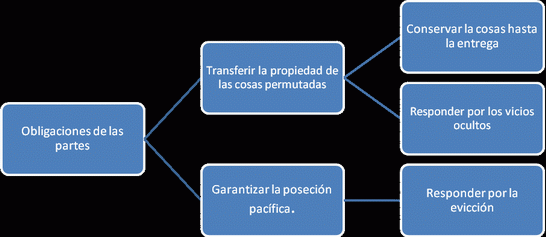 Obligaciones de las
partes
Transferir la propiedad de
las cosas permutadas
Conservar la cosas hasta
la entrega
Responder por los vicios
ocultos
Garantizar la poseción
pacífica.
Responder por la
evicción